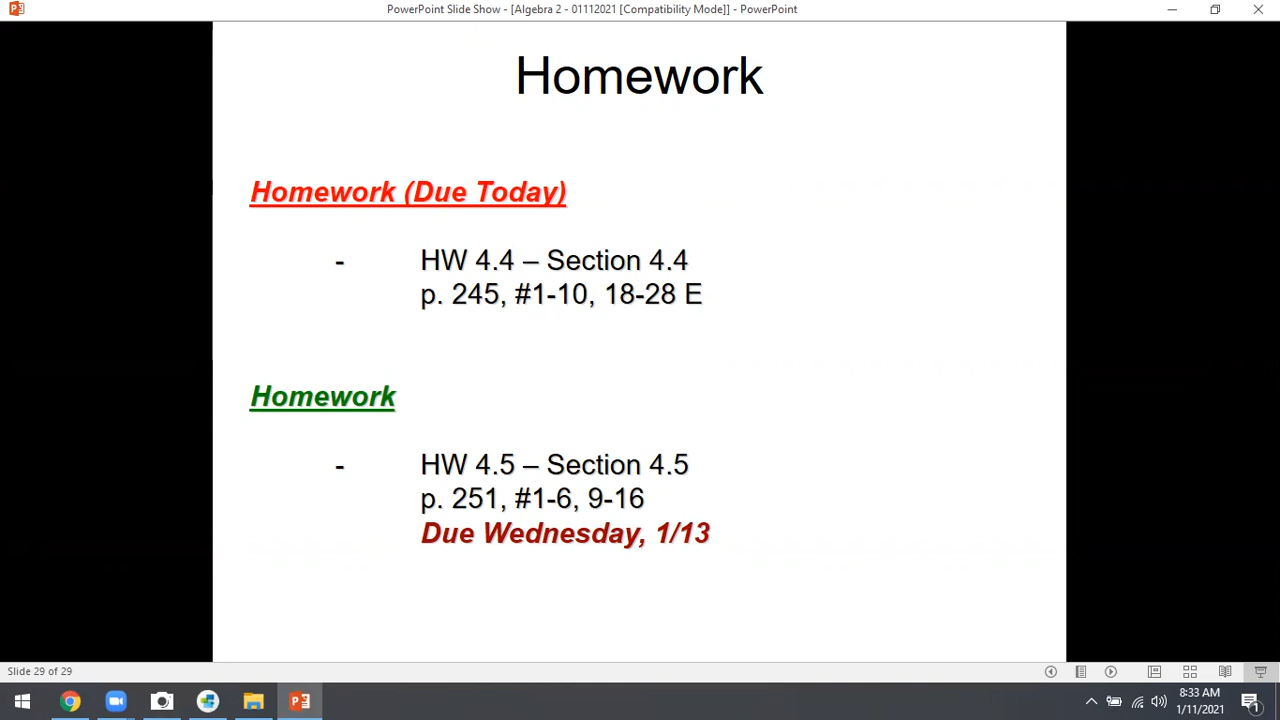 PowerPoint Slide Show - [Algebra 2 - 01112021 [Compatibility Mode]] - PowerPoint
Homework
Homework (Due Today)
- HW 4.4 – Section 4.4
p. 245, #1-10, 18-28 E
Homework
- HW 4.5 – Section 4.5
p. 251, #1-6, 9-16
Due Wednesday, 1/13
Slide 29 of 29
8:33 AM
1/11/2021
1